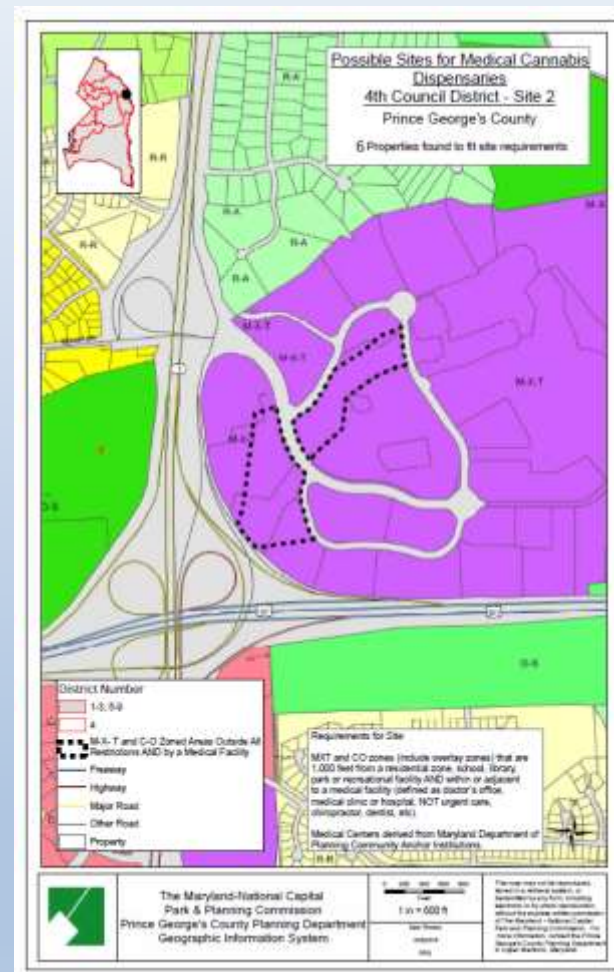 Possible Sites for Medical Cannabis
Dispensaries
4th Council District - Site 2
Prince George's County
6 Properties found to fit site requirements
R-A
R-R
R-A
R-A
R-R
R-A
M-X-T
M-X-T
M-X-T
O-S
District Number
1-3, 5-9
4
M-X-T and C-O Zoned Areas Outside All
Restrictions AND by a Medical Facility
Freeway
Highway
Major Road
Other Road
Property
Requirements for Site
MXT and CO zones (include overlay zones) that are
1,000 feet from a residential zone, school, library,
park or recreational facility AND within or adjacent
to a medical facility (defined as doctor's office,
medical clinic or hospital, NOT urgent care,
chiropractor, dentist, etc).
Medical Centers derived from Maryland Department of
Planning Community Anchor Institutions.
R-R
The Maryland-National Capital
Park & Planning Commission
Prince George's County Planning Department
Geographic Information System
Feet
1 in = 600 ft